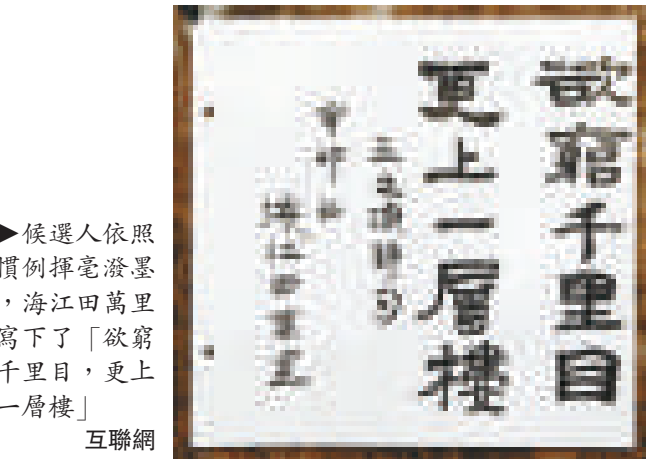 ▶候選人依照
慣例揮毫潑墨
，海江田萬里
寫下了「欲窮
千里目，更上
一層樓」
互聯網
欲窮千里目
更上一層樓